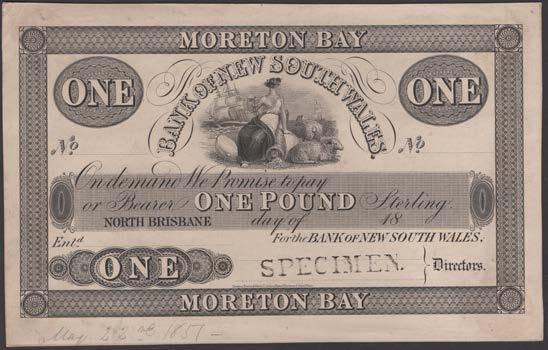 MORETON BAY
ONE BANK OF NEW SOUTH WALES. ONE
No No
On demand We Promise to pay
or Bearer ONE POUND Sterling.
NORTH BRISBANE day of 18
Entd For the BANK OF NEW SOUTH WALES.
ONE SPECIMEN. Directors.
MORETON BAY
May 1851